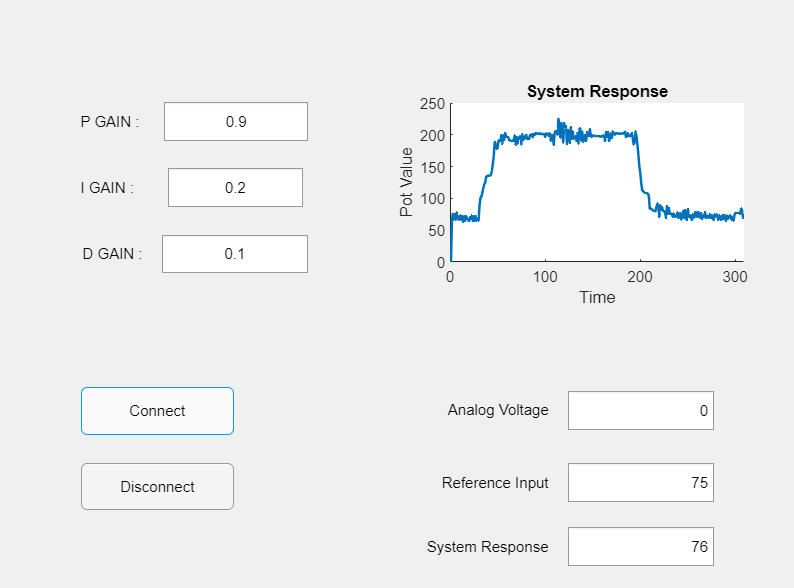 P GAIN :
0.9
I GAIN :
0.2
D GAIN :
0.1
System Response
250
200
150
100
50
0
Pot Value
0
100
200
300
Time
Connect
Disconnect
Analog Voltage
0
Reference Input
75
System Response
76